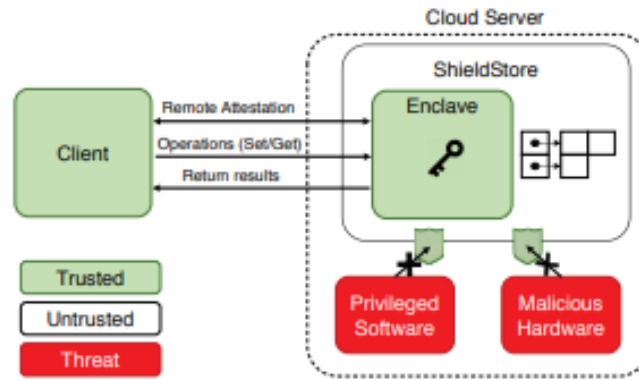 Cloud Server
ShieldStore
Client
Remote Attestation
Operations (Set/Get)
Return results
Enclave
Trusted
Untrusted
Threat
Privileged
Software
Malicious
Hardware